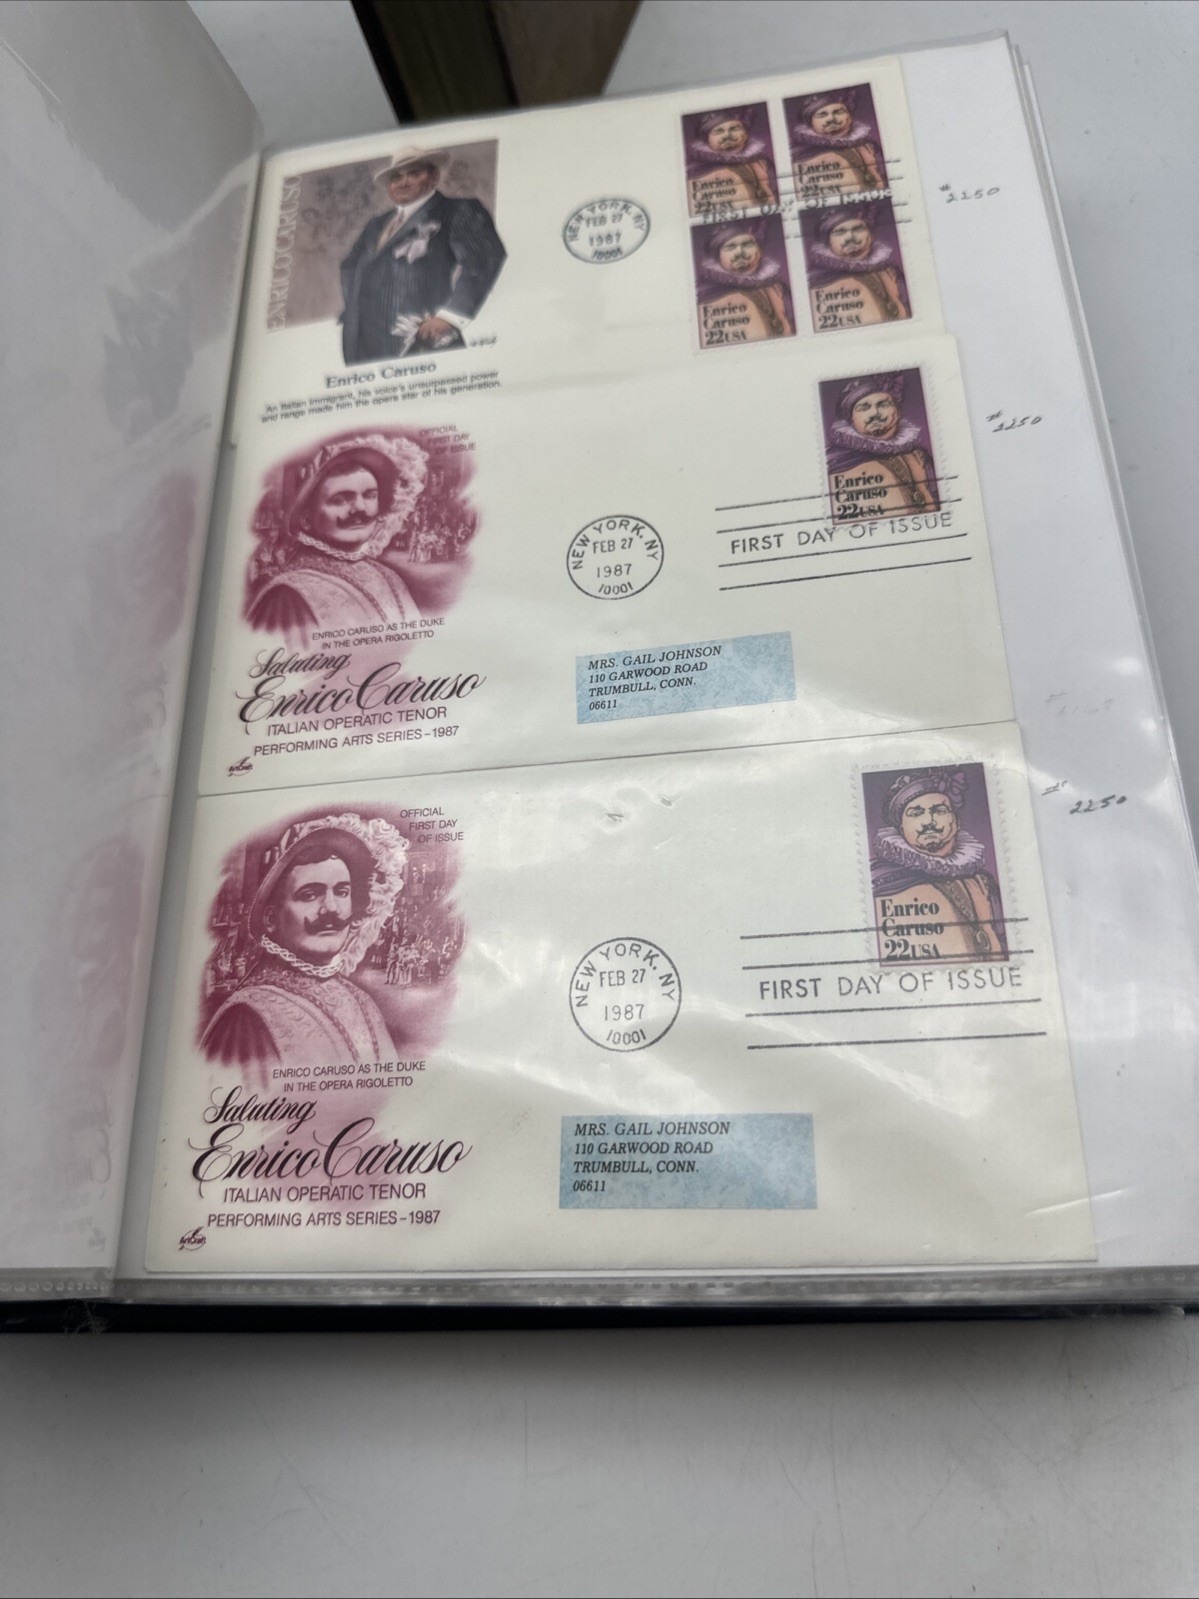 ENRICO CARUSO
Enrico Caruso
An Italian immigrant, his voice's unsurpassed power
and range made him the opera star of his generation.
NEW YORK, NY
FEB 27
1987
10001
Enrico
Caruso
22USA
Enrico
Caruso
22USA
FIRST DAY OF ISSUE
Enrico
Caruso
22USA
Enrico
Caruso
22USA
# 2250
OFFICIAL
FIRST DAY
OF ISSUE
ENRICO CARUSO AS THE DUKE
IN THE OPERA RIGOLETTO
Saluting
Enrico Caruso
ITALIAN OPERATIC TENOR
PERFORMING ARTS SERIES-1987
ArtCraft
NEW YORK, NY
FEB 27
1987
10001
Enrico
Caruso
22USA
FIRST DAY OF ISSUE
MRS. GAIL JOHNSON
110 GARWOOD ROAD
TRUMBULL, CONN.
06611
# 2250
OFFICIAL
FIRST DAY
OF ISSUE
ENRICO CARUSO AS THE DUKE
IN THE OPERA RIGOLETTO
Saluting
Enrico Caruso
ITALIAN OPERATIC TENOR
PERFORMING ARTS SERIES-1987
ArtCraft
NEW YORK, NY
FEB 27
1987
10001
Enrico
Caruso
22USA
FIRST DAY OF ISSUE
MRS. GAIL JOHNSON
110 GARWOOD ROAD
TRUMBULL, CONN.
06611
# 2250